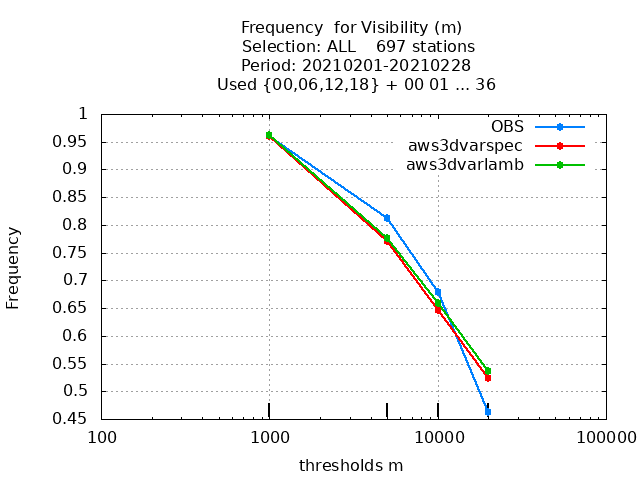 Frequency  for Visibility (m)
Selection: ALL    697 stations
Period: 20210201-20210228
Used {00,06,12,18} + 00 01 ... 36
OBS
aws3dvarspec
aws3dvarlamb
1
0.95
0.9
0.85
0.8
0.75
0.7
0.65
0.6
0.55
0.5
0.45
Frequency
100
1000
10000
100000
thresholds m